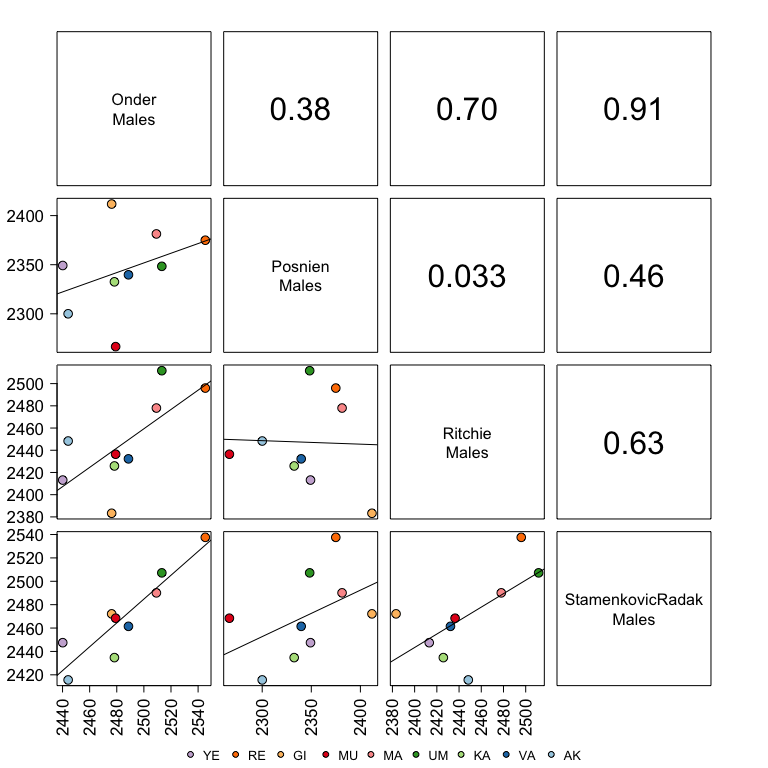 Onder
Males
0.38
0.70
0.91
2400
2350
2300
Posnien
Males
0.033
0.46
2500
2480
2460
2440
2420
2400
2380
Ritchie
Males
0.63
2540
2520
2500
2480
2460
2440
2420
StamenkovicRadak
Males
2440 2460 2480 2500 2520 2540
2300 2350 2400
2380 2400 2420 2440 2460 2480 2500
YE RE GI MU MA UM KA VA AK